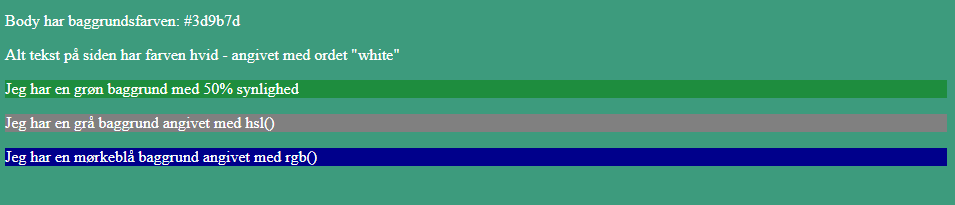 Body har baggrundsfarven: #3d9b7d
Alt tekst på siden har farven hvid - angivet med ordet "white"
Jeg har en grøn baggrund med 50% synlighed
Jeg har en grå baggrund angivet med hsl()
Jeg har en mørkeblå baggrund angivet med rgb()